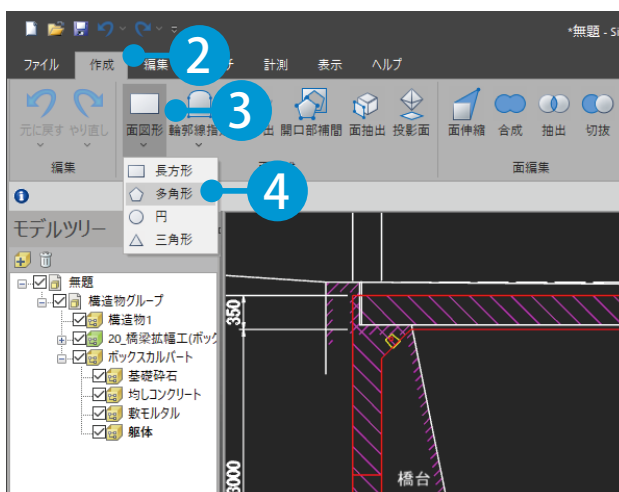 *無題 - Si
ファイル 作成 編集 チ 計測 表示 ヘルプ
2
元に戻す やり直し 面図形 輪郭線指 出 開口部補間 面抽出 投影面 面伸縮 合成 抽出 切抜
3
編集 面編集
長方形
多角形
4
円
三角形
モデルツリー
無題
構造物グループ
構造物1
20_橋梁拡幅工(ボック
ボックスカルバート
基礎砕石
均しコンクリート
敷モルタル
躯体
350
3000
橋台